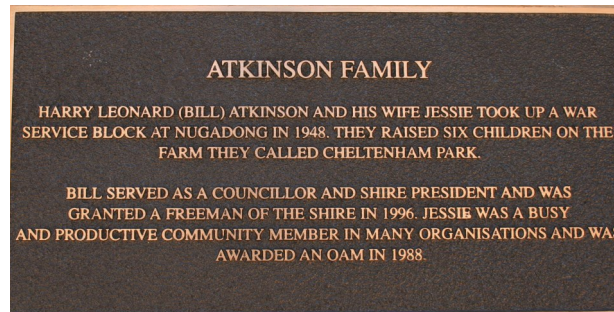 ATKINSON FAMILY
HARRY LEONARD (BILL) ATKINSON AND HIS WIFE JESSIE TOOK UP A WAR
SERVICE BLOCK AT NUGADONG IN 1948. THEY RAISED SIX CHILDREN ON THE
FARM THEY CALLED CHELTENHAM PARK.
BILL SERVED AS A COUNCILLOR AND SHIRE PRESIDENT AND WAS
GRANTED A FREEMAN OF THE SHIRE IN 1996. JESSIE WAS A BUSY
AND PRODUCTIVE COMMUNITY MEMBER IN MANY ORGANISATIONS AND WAS
AWARDED AN OAM IN 1988.